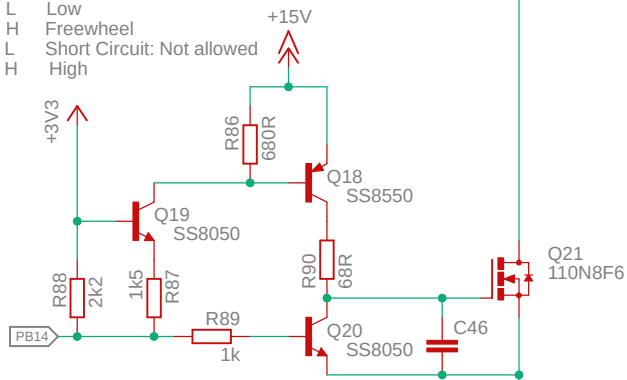 L Low
H Freewheel
L Short Circuit: Not allowed
H High
+15V
+3V3
R86
680R
Q18
SS8550
Q19
SS8050
R88
2k2
1k5
R87
R90
68R
Q21
110N8F6
R89
1k
PB14
Q20
SS8050
C46